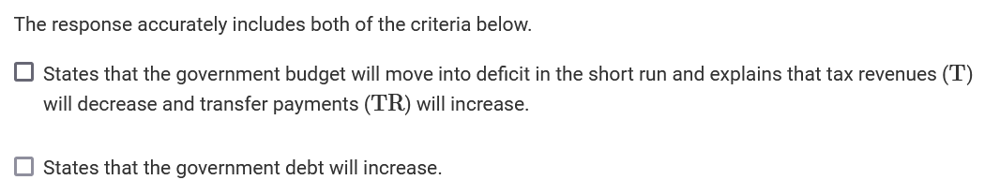 The response accurately includes both of the criteria below.
States that the government budget will move into deficit in the short run and explains that tax revenues (T)
will decrease and transfer payments (TR) will increase.
States that the government debt will increase.